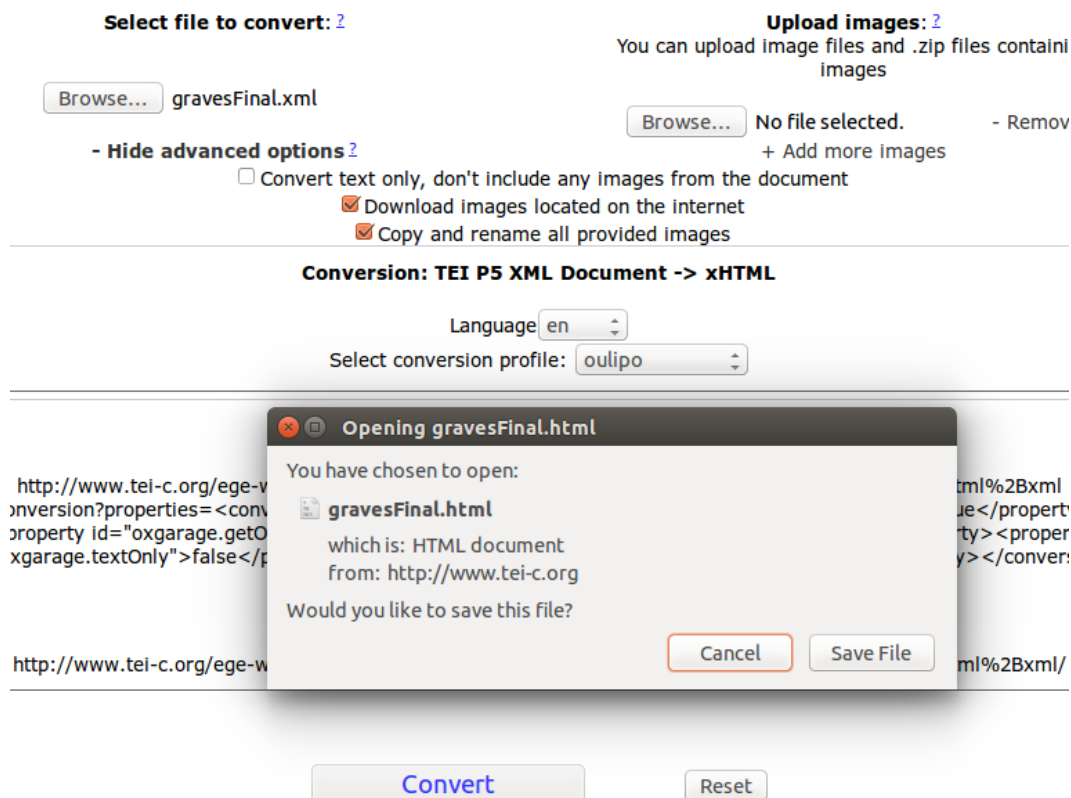 Select file to convert: ?
Upload images: ?
You can upload image files and .zip files containi
images
Browse... gravesFinal.xml
Browse... No file selected. - Remov
- Hide advanced options ?
+ Add more images
Convert text only, don't include any images from the document
Download images located on the internet
Copy and rename all provided images
Conversion: TEI P5 XML Document -> xHTML
Language en
Select conversion profile: oulipo
Opening gravesFinal.html
You have chosen to open:
http://www.tei-c.org/ege-w tml%2Bxml
onversion?properties=<conv ue</property
gravesFinal.html
property id="oxgarage.getO ty><proper
which is: HTML document
xgarage.textOnly">false</p y></convers
from: http://www.tei-c.org
Would you like to save this file?
Cancel Save File
http://www.tei-c.org/ege-w ml%2Bxml/
Convert Reset